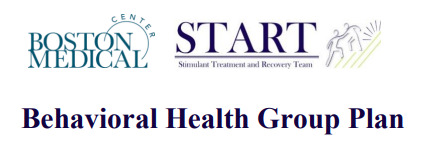 CENTER
BOSTON
MEDICAL
START
Stimulant Treatment and Recovery Team
Behavioral Health Group Plan